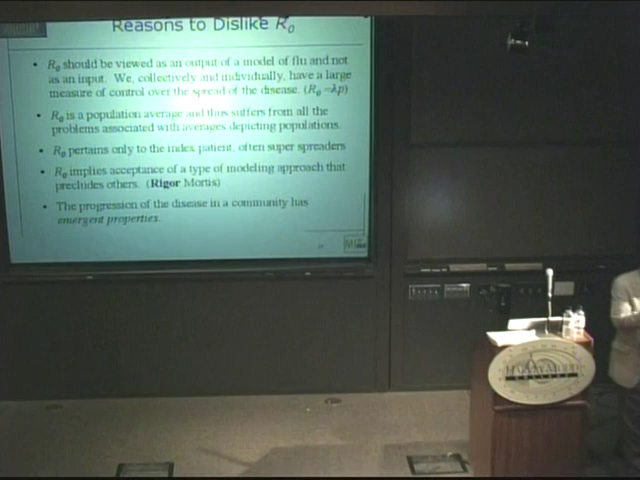 Reasons to Dislike R0
• R0 should be viewed as an output of a model of flu and not
as an input. We, collectively and individually, have a large
measure of control over the spread of the disease. (R0 =λp)
• R0 is a population average and thus suffers from all the
problems associated with averages depicting populations.
• R0 pertains only to the index patient, often super spreaders
• R0 implies acceptance of a type of modeling approach that
precludes others. (Rigor Mortis)
• The progression of the disease in a community has
emergent properties.
MIT
HARVEY MUDD
COLLEGE